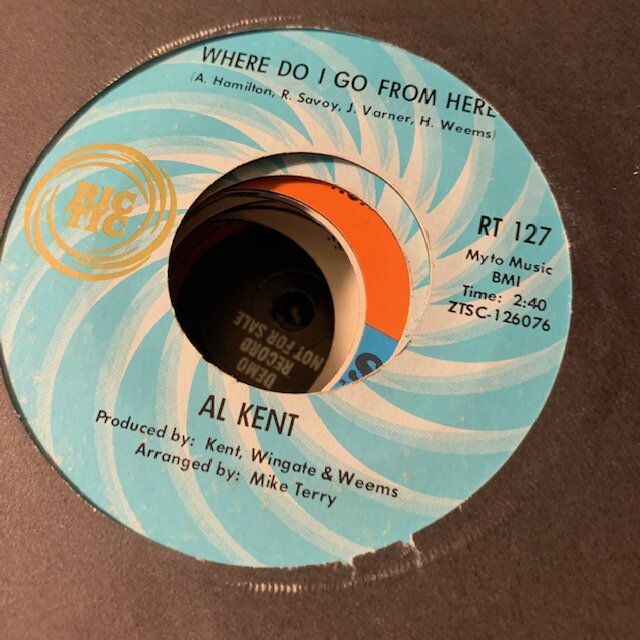 WHERE DO I GO FROM HERE
(A. Hamilton, R. Savoy, J. Varner, H. Weems)
RIC
TIC
RT 127
Myto Music
BMI
Time: 2:40
ZTSC-126076
DEMO
RECORD
NOT FOR SALE
AL KENT
Produced by: Kent, Wingate & Weems
Arranged by: Mike Terry